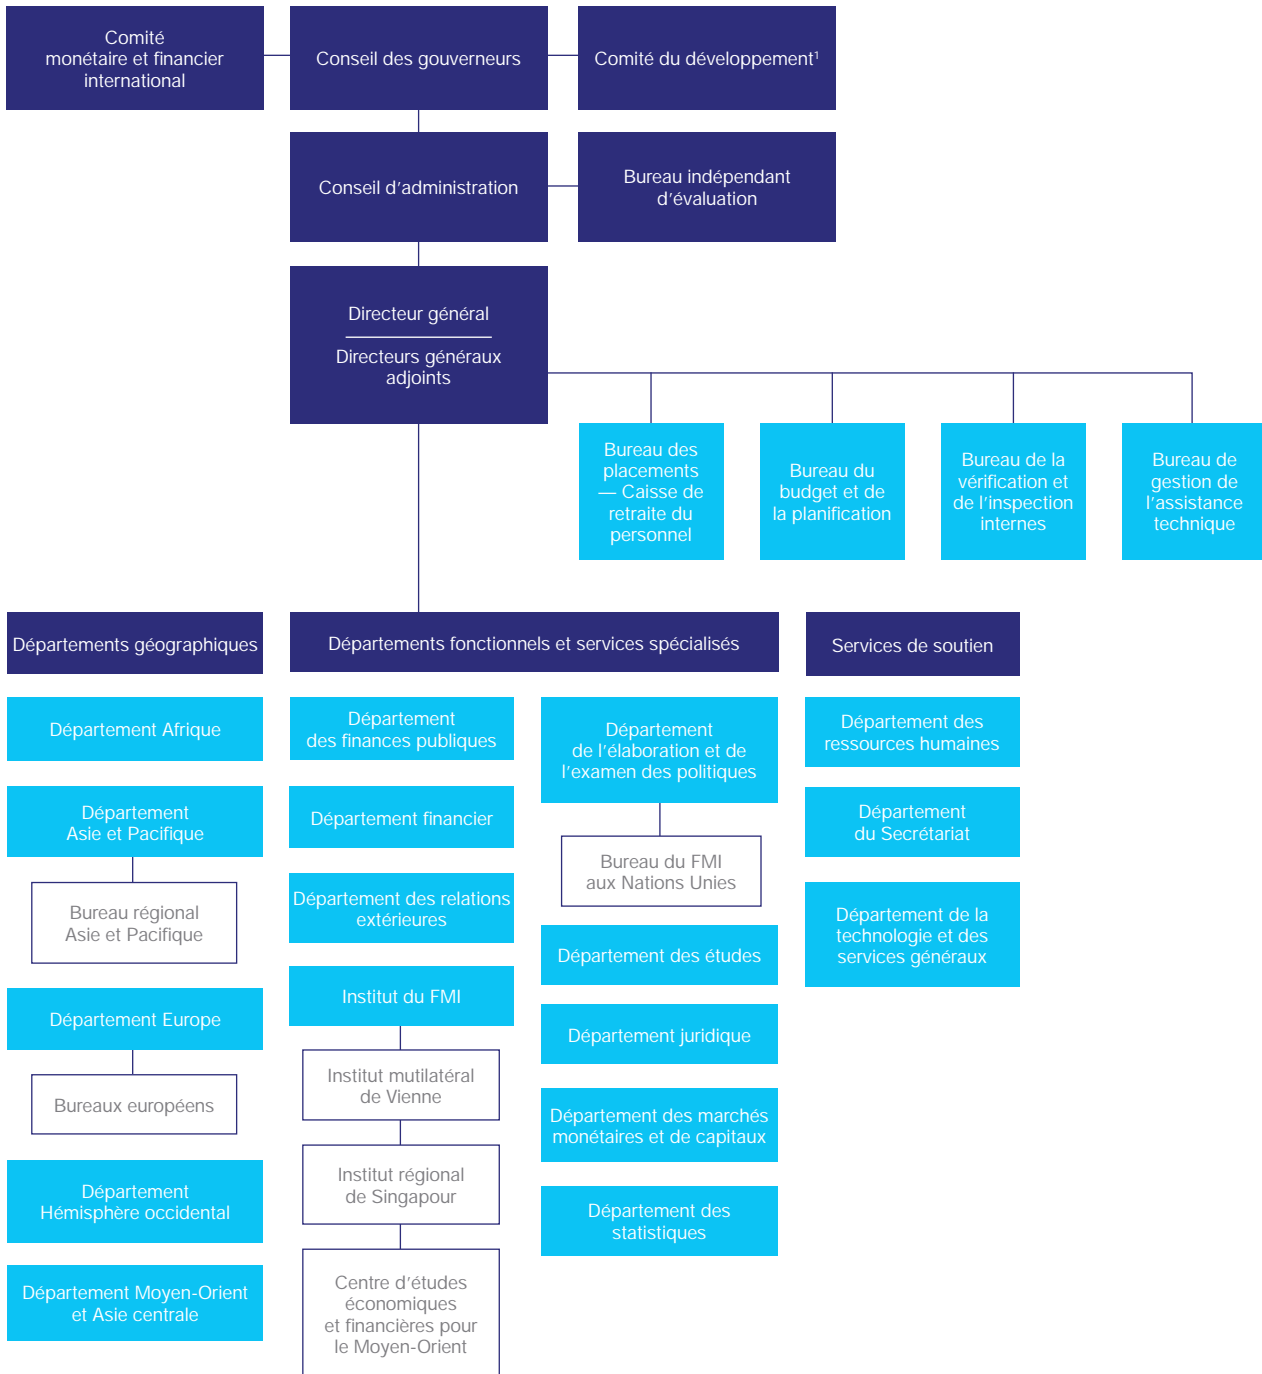 Comité
monétaire et financier
international
Conseil des gouverneurs
Comité du développement¹
Conseil d'administration
Bureau indépendant
d'évaluation
Directeur général
Directeurs généraux
adjoints
Bureau des
placements
— Caisse de
retraite du
personnel
Bureau du
budget et de
la planification
Bureau de la
vérification et
de l'inspection
internes
Bureau de
gestion de
l'assistance
technique
Départements géographiques
Départements fonctionnels et services spécialisés
Services de soutien
Département Afrique
Département
Asie et Pacifique
Bureau régional
Asie et Pacifique
Département Europe
Bureaux européens
Département
Hémisphère occidental
Département Moyen-Orient
et Asie centrale
Département
des finances publiques
Département financier
Département des relations
extérieures
Institut du FMI
Institut mutilatéral
de Vienne
Institut régional
de Singapour
Centre d'études
économiques
et financières pour
le Moyen-Orient
Département
de l'élaboration et de
l'examen des politiques
Bureau du FMI
aux Nations Unies
Département des études
Département juridique
Département des marchés
monétaires et de capitaux
Département des
statistiques
Département des
ressources humaines
Département
du Secrétariat
Département de la
technologie et des
services généraux